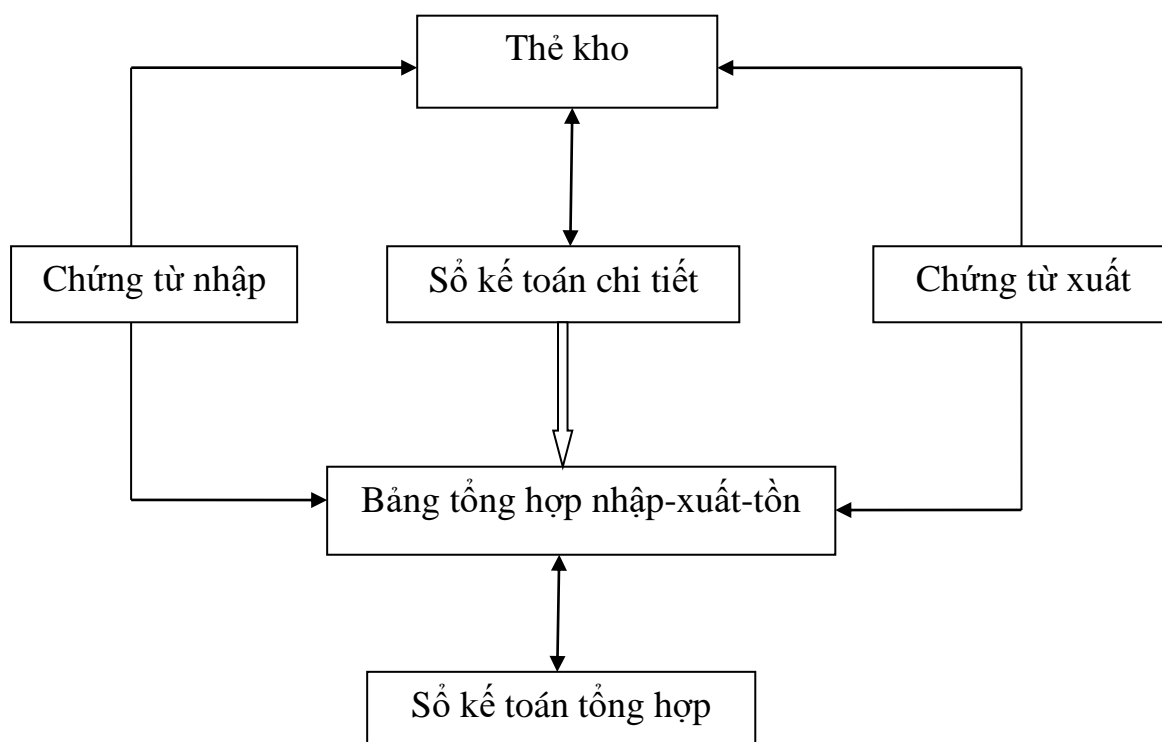 Thẻ kho
Chứng từ nhập
Sổ kế toán chi tiết
Chứng từ xuất
Bảng tổng hợp nhập-xuất-tồn
Sổ kế toán tổng hợp